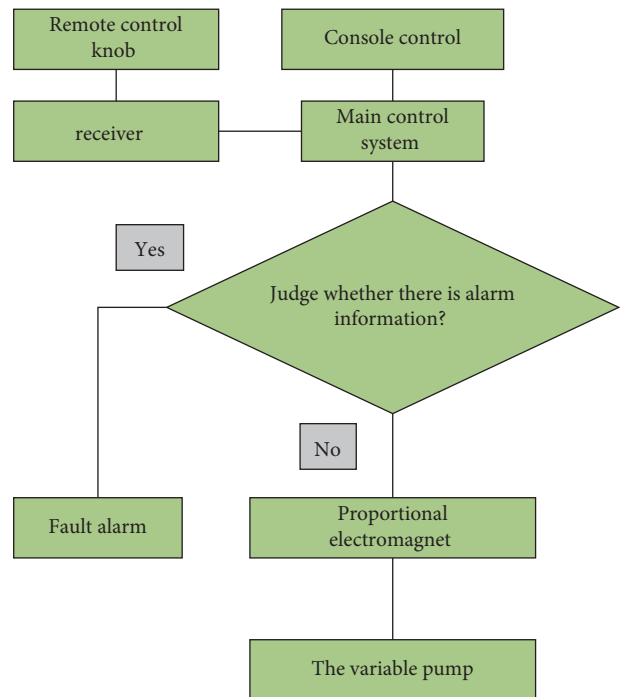 Remote control
knob
Console control
receiver
Main control
system
Yes
Judge whether there is alarm
information?
No
Fault alarm
Proportional
electromagnet
The variable pump